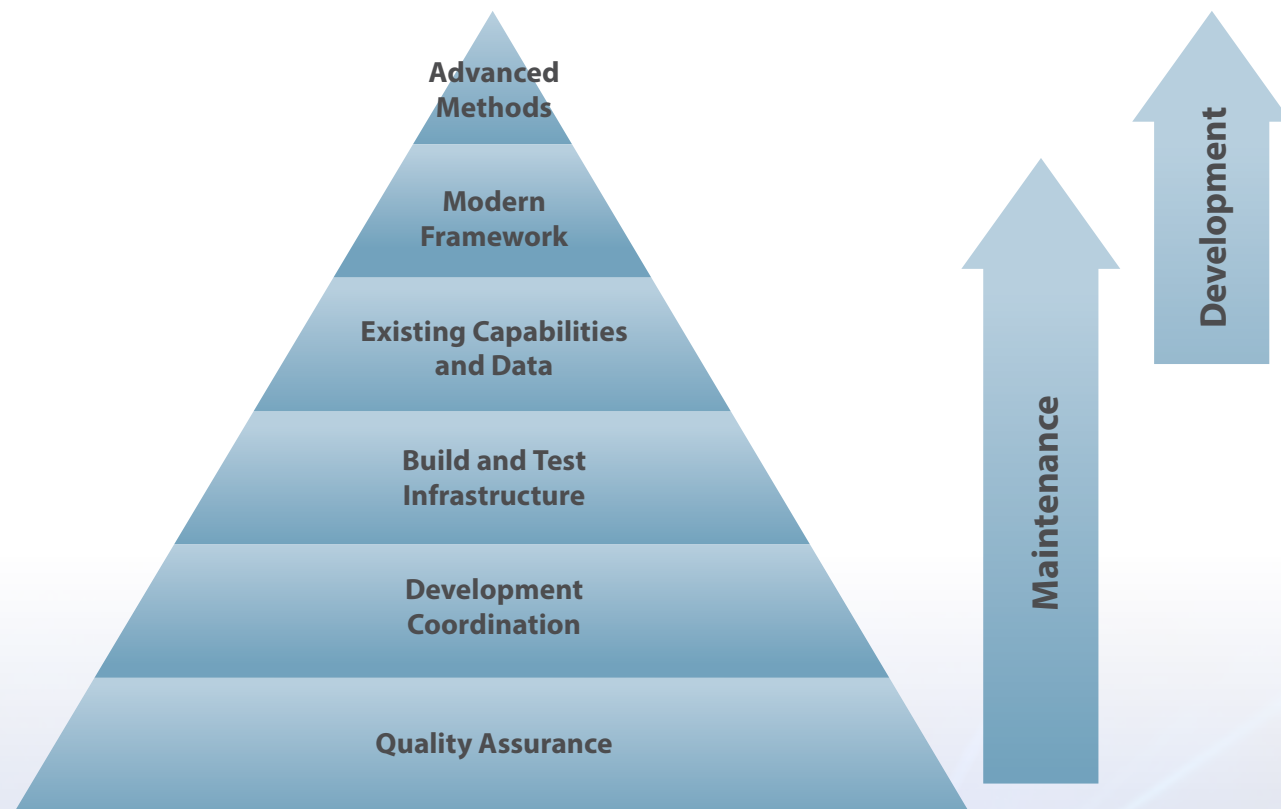 Advanced
Methods
Modern
Framework
Existing Capabilities
and Data
Build and Test
Infrastructure
Development
Coordination
Quality Assurance
Maintenance
Development